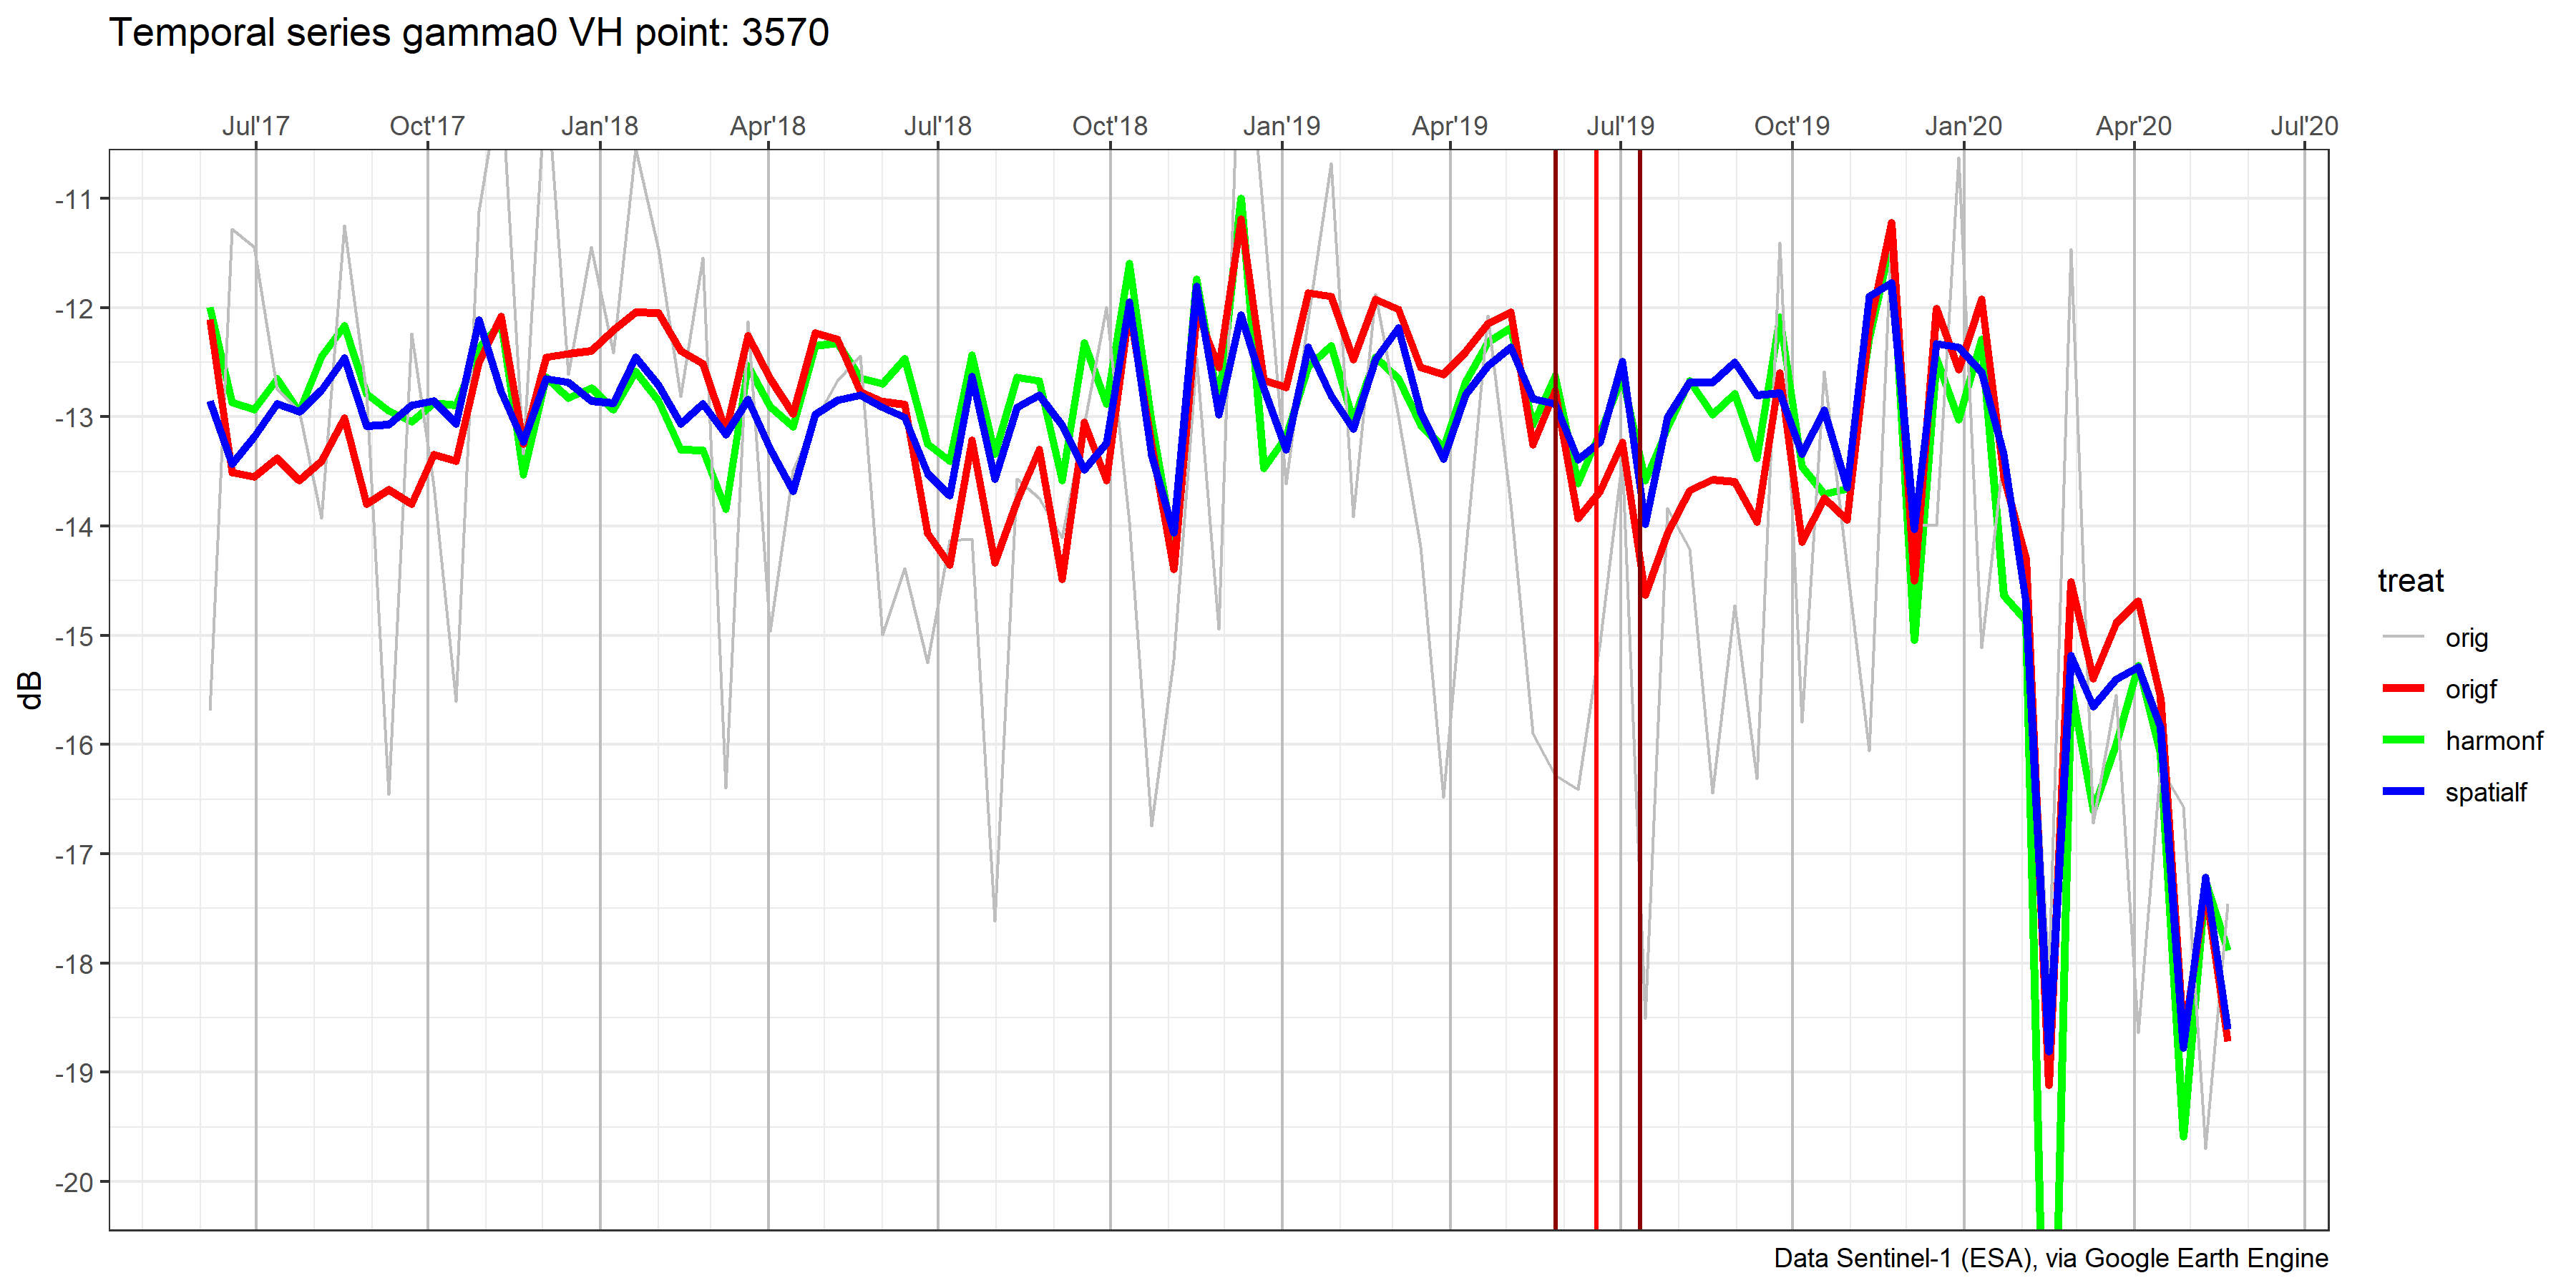 Temporal series gamma0 VH point: 3570
Jul'17 Oct'17 Jan'18 Apr'18 Jul'18 Oct'18 Jan'19 Apr'19 Jul'19 Oct'19 Jan'20 Apr'20 Jul'20
-11
-12
-13
-14
-15
-16
-17
-18
-19
-20
dB
treat
orig
origf
harmonf
spatialf
Data Sentinel-1 (ESA), via Google Earth Engine